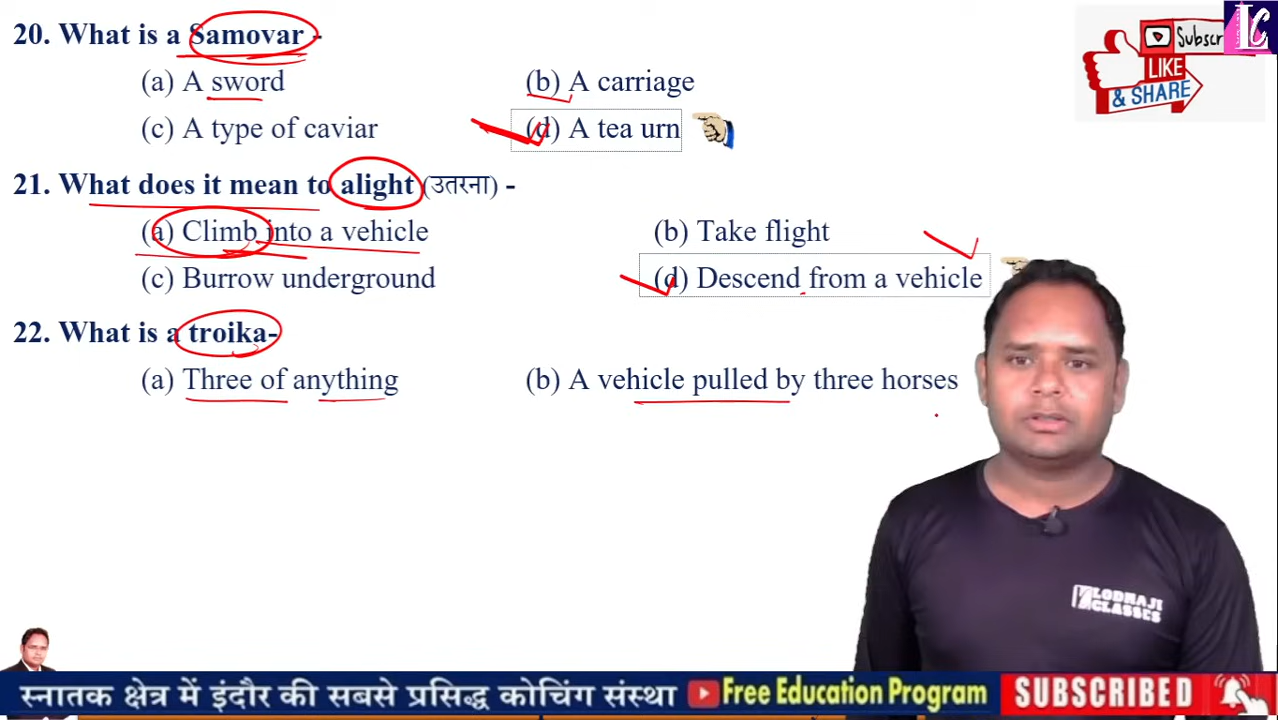 20. What is a Samovar -
(a) A sword (b) A carriage
(c) A type of caviar (d) A tea urn
21. What does it mean to alight (उतरना) -
(a) Climb into a vehicle (b) Take flight
(c) Burrow underground (d) Descend from a vehicle
22. What is a troika-
(a) Three of anything (b) A vehicle pulled by three horses
Subscr
LIKE
& SHARE
LC
LODHAJI
CLASSES
स्नातक क्षेत्र में इंदौर की सबसे प्रसिद्ध कोचिंग संस्था Free Education Program SUBSCRIBED